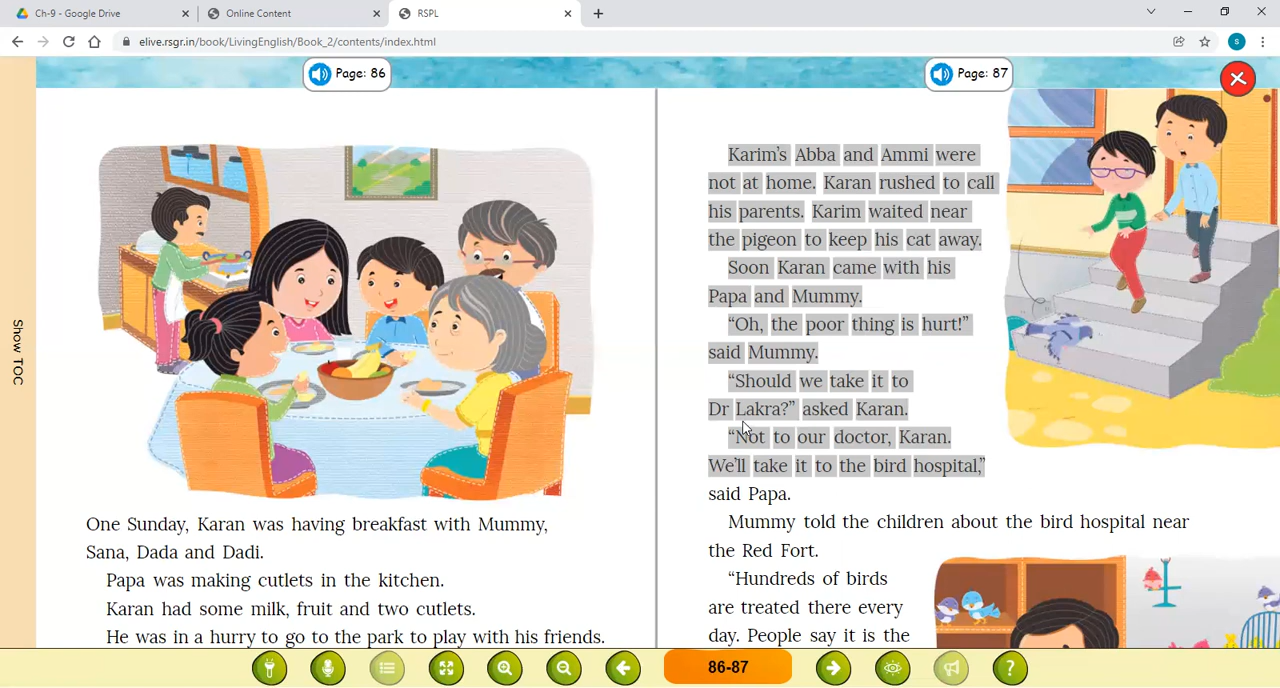 Ch-9 - Google Drive
Online Content
RSPL
elive.rsgr.in/book/LivingEnglish/Book_2/contents/index.html
S
Page: 86
Page: 87
Show TOC
One Sunday, Karan was having breakfast with Mummy,
Sana, Dada and Dadi.
Papa was making cutlets in the kitchen.
Karan had some milk, fruit and two cutlets.
He was in a hurry to go to the park to play with his friends.
Karim's Abba and Ammi were
not at home. Karan rushed to call
his parents. Karim waited near
the pigeon to keep his cat away.
Soon Karan came with his
Papa and Mummy.
“Oh, the poor thing is hurt!”
said Mummy.
“Should we take it to
Dr Lakra?” asked Karan.
“Not to our doctor, Karan.
We'll take it to the bird hospital,”
said Papa.
Mummy told the children about the bird hospital near
the Red Fort.
“Hundreds of birds
are treated there every
day. People say it is the
86-87
?